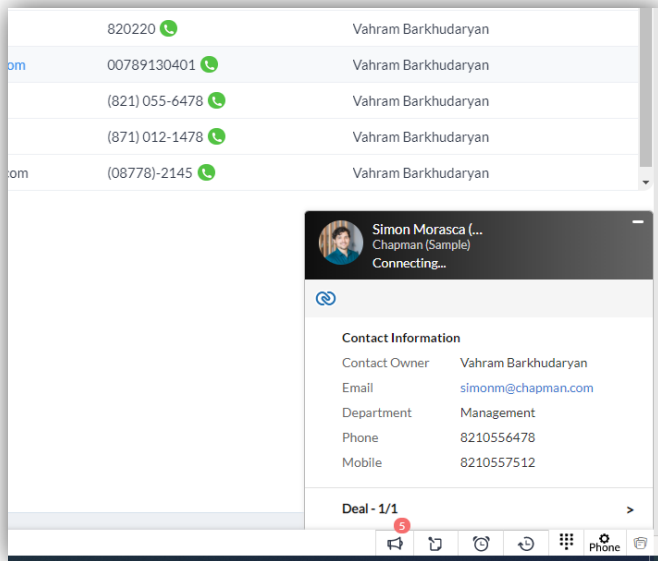 820220 Vahram Barkhudaryan
om 00789130401 Vahram Barkhudaryan
(821) 055-6478 Vahram Barkhudaryan
(871) 012-1478 Vahram Barkhudaryan
com (08778)-2145 Vahram Barkhudaryan
Simon Morasca (...
Chapman (Sample)
Connecting...
Contact Information
Contact Owner Vahram Barkhudaryan
Email simonm@chapman.com
Department Management
Phone 8210556478
Mobile 8210557512
Deal - 1/1 >
5
Phone